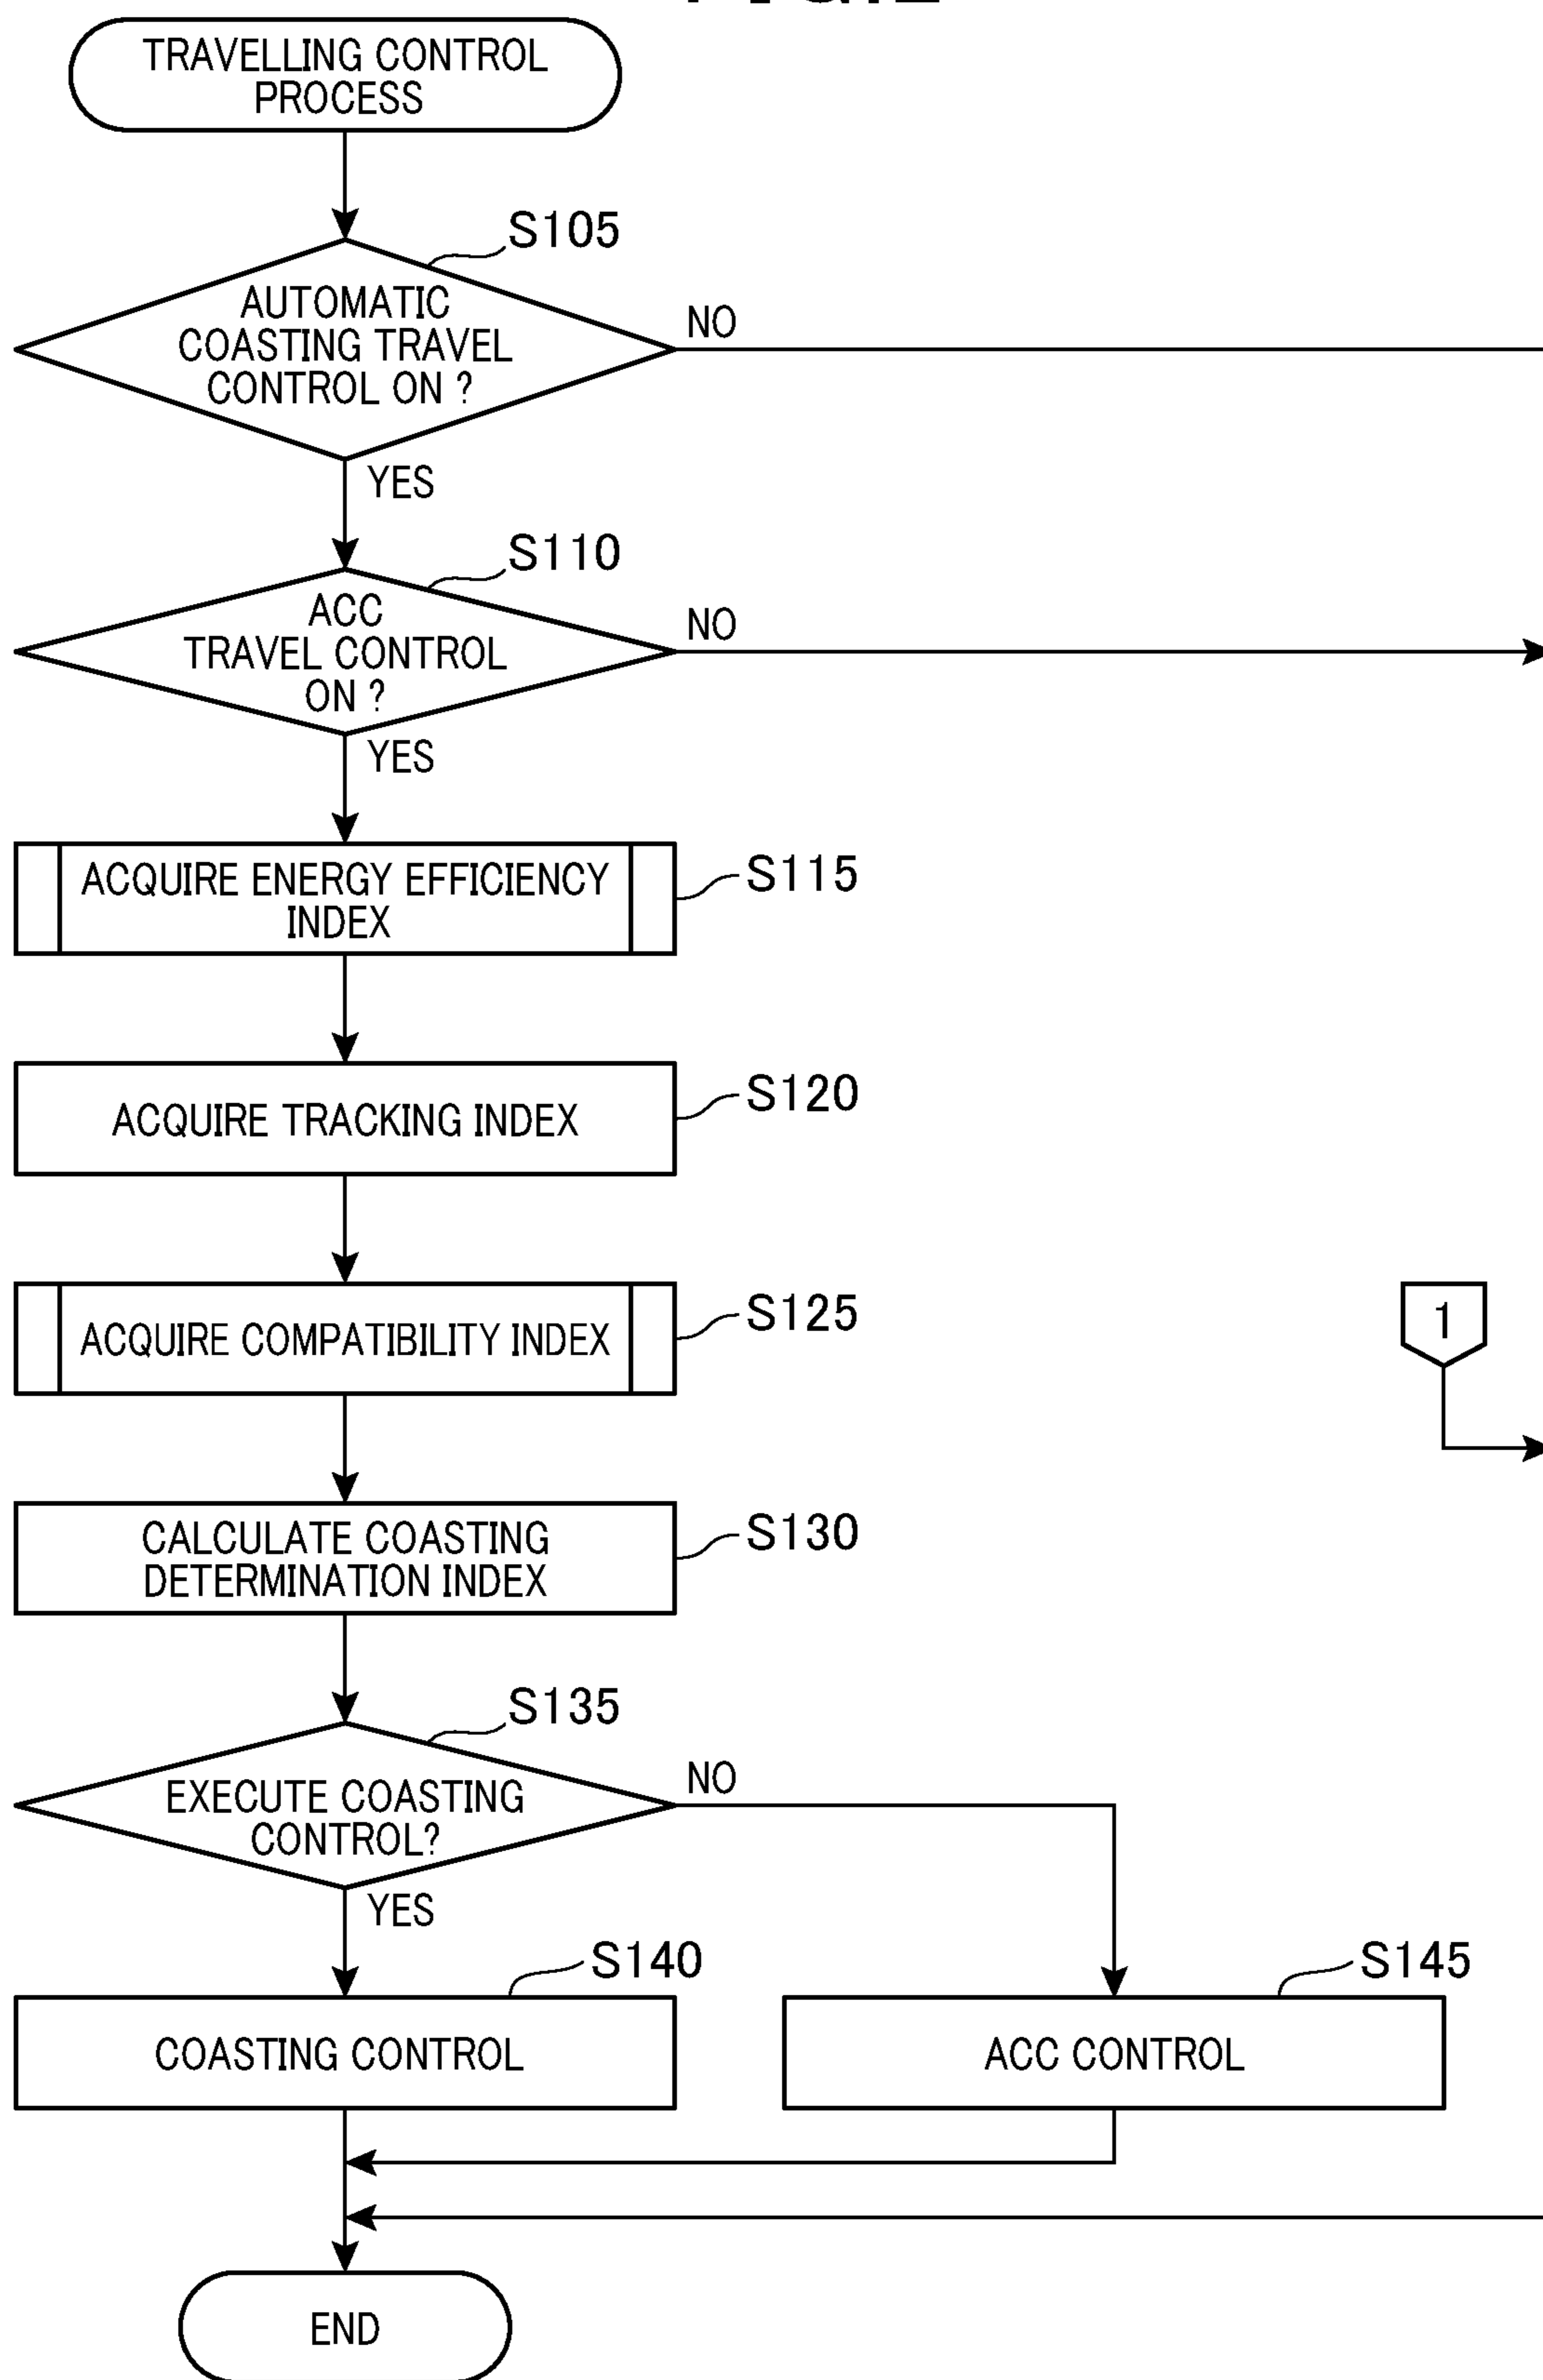 TRAVELLING CONTROL
PROCESS
S105
AUTOMATIC
COASTING TRAVEL
CONTROL ON ?
NO
YES
S110
ACC
TRAVEL CONTROL
ON ?
NO
YES
ACQUIRE ENERGY EFFICIENCY
INDEX
S115
ACQUIRE TRACKING INDEX
S120
ACQUIRE COMPATIBILITY INDEX
S125
1
CALCULATE COASTING
DETERMINATION INDEX
S130
S135
EXECUTE COASTING
CONTROL?
NO
YES
S140
COASTING CONTROL
S145
ACC CONTROL
END